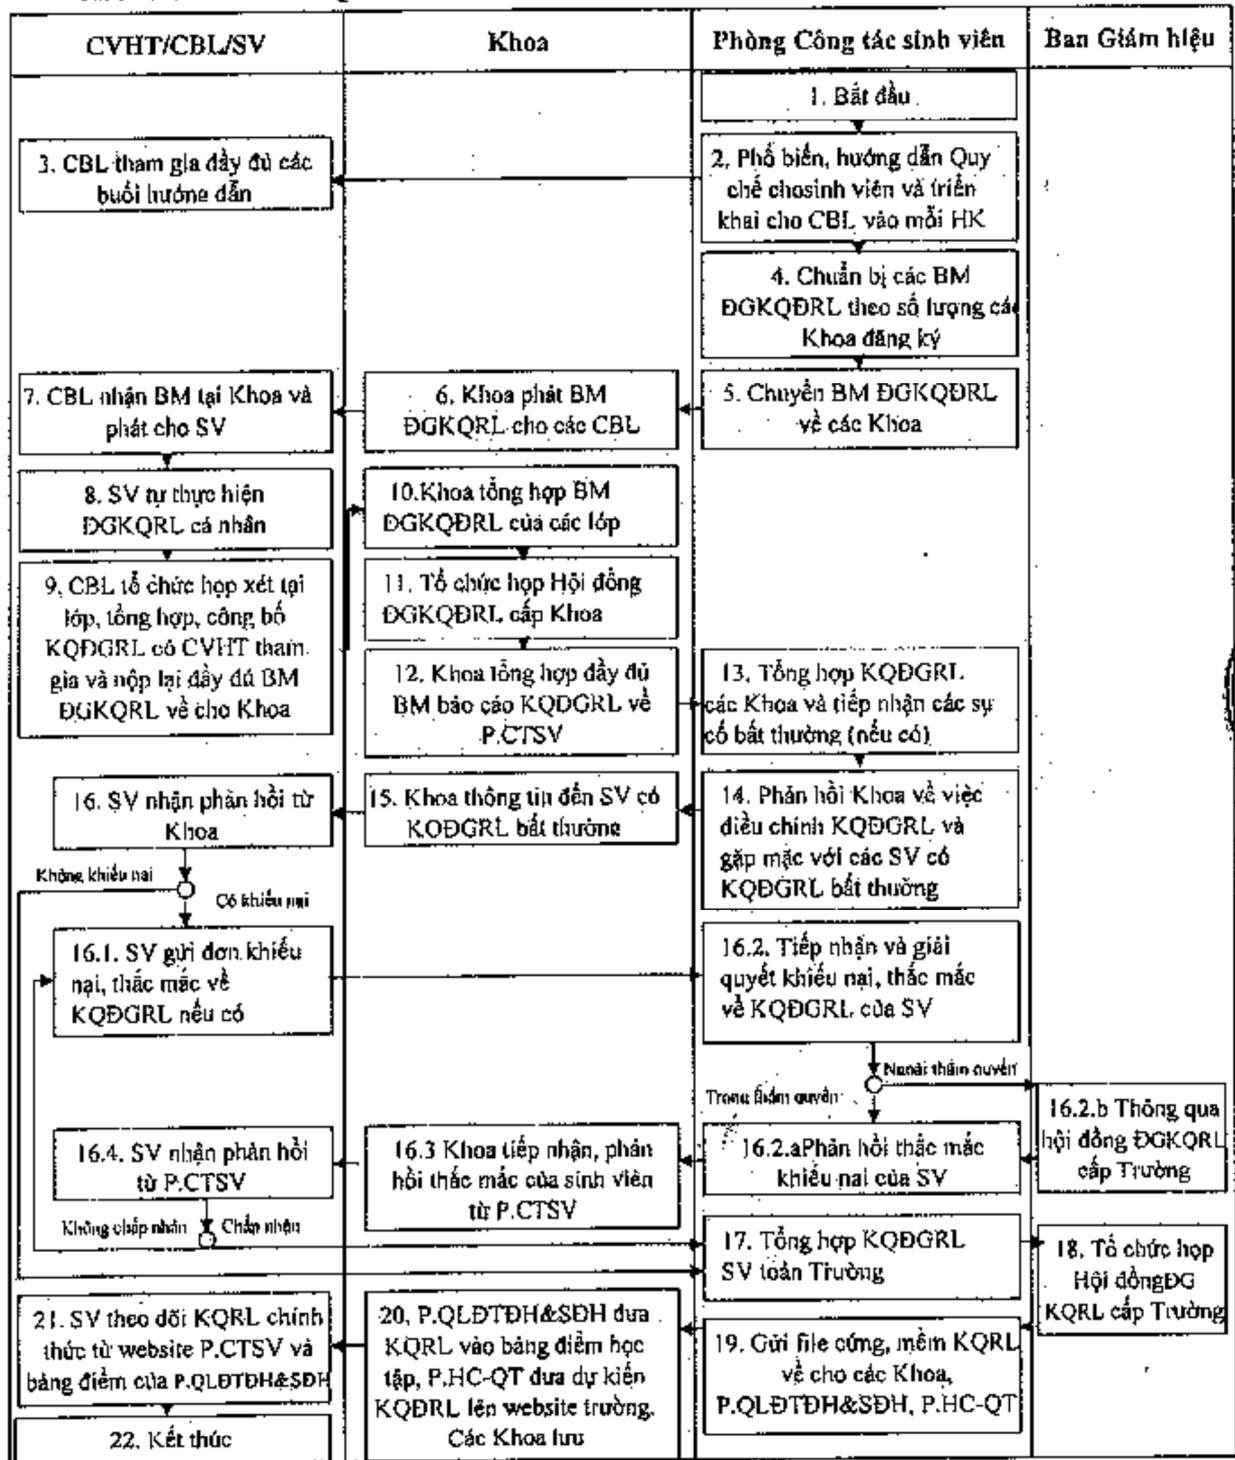 CVHT/CBL/SV
Khoa
Phòng Công tác sinh viên
Ban Giám hiệu
1. Bắt đầu
3. CBL tham gia đầy đủ các
buổi hướng dẫn
2. Phổ biến, hướng dẫn Quy
chế chosinh viên và triển
khai cho CBL vào mỗi HK
4. Chuẩn bị các BM
ĐGKQĐRL theo số lượng các
Khoa đăng ký
7. CBL nhận BM tại Khoa và
phát cho SV
6. Khoa phát BM
ĐGKQRL cho các CBL
5. Chuyển BM ĐGKQĐRL
về các Khoa
8. SV tự thực hiện
ĐGKQRL cá nhân
10.Khoa tổng hợp BM
ĐGKQĐRL của các lớp
9. CBL tổ chức họp xét tại
lớp, tổng hợp, công bố
KQĐGRL có CVHT tham
gia và nộp lại đầy đủ BM
ĐGKQRL về cho Khoa
11. Tổ chức họp Hội đồng
ĐGKQĐRL cấp Khoa
12. Khoa tổng hợp đầy đủ
BM báo cáo KQĐGRL về
P.CTSV
13. Tổng hợp KQĐGRL
các Khoa và tiếp nhận các sự
cố bất thường (nếu có)
16. SV nhận phản hồi từ
Khoa
15. Khoa thông tin đến SV có
KQĐGRL bất thường
14. Phản hồi Khoa về việc
điều chỉnh KQĐGRL và
gặp mặc với các SV có
KQĐGRL bất thường
Không khiếu nại
Có khiếu nại
16.1. SV gửi đơn khiếu
nại, thắc mắc về
KQĐGRL nếu có
16.2. Tiếp nhận và giải
quyết khiếu nại, thắc mắc
về KQĐGRL của SV
Ngoài thẩm quyền
Trong thẩm quyền
16.4. SV nhận phản hồi
từ P.CTSV
16.3 Khoa tiếp nhận, phản
hồi thắc mắc của sinh viên
từ P.CTSV
16.2.aPhản hồi thắc mắc
khiếu nại của SV
16.2.b Thông qua
hội đồng ĐGKQRL
cấp Trường
Không chấp nhận
Chấp nhận
17. Tổng hợp KQĐGRL
SV toàn Trường
18. Tổ chức họp
Hội đồngĐG
KQRL cấp Trường
21. SV theo dõi KQRL chính
thức từ website P.CTSV và
bảng điểm của P.QLĐTĐH&SĐH
20. P.QLĐTĐH&SĐH đưa
KQRL vào bảng điểm học
tập, P.HC-QT đưa dự kiến
KQĐRL lên website trường.
Các Khoa lưu
19. Gửi file cứng, mềm KQRL
về cho các Khoa,
P.QLĐTĐH&SĐH, P.HC-QT
22. Kết thúc